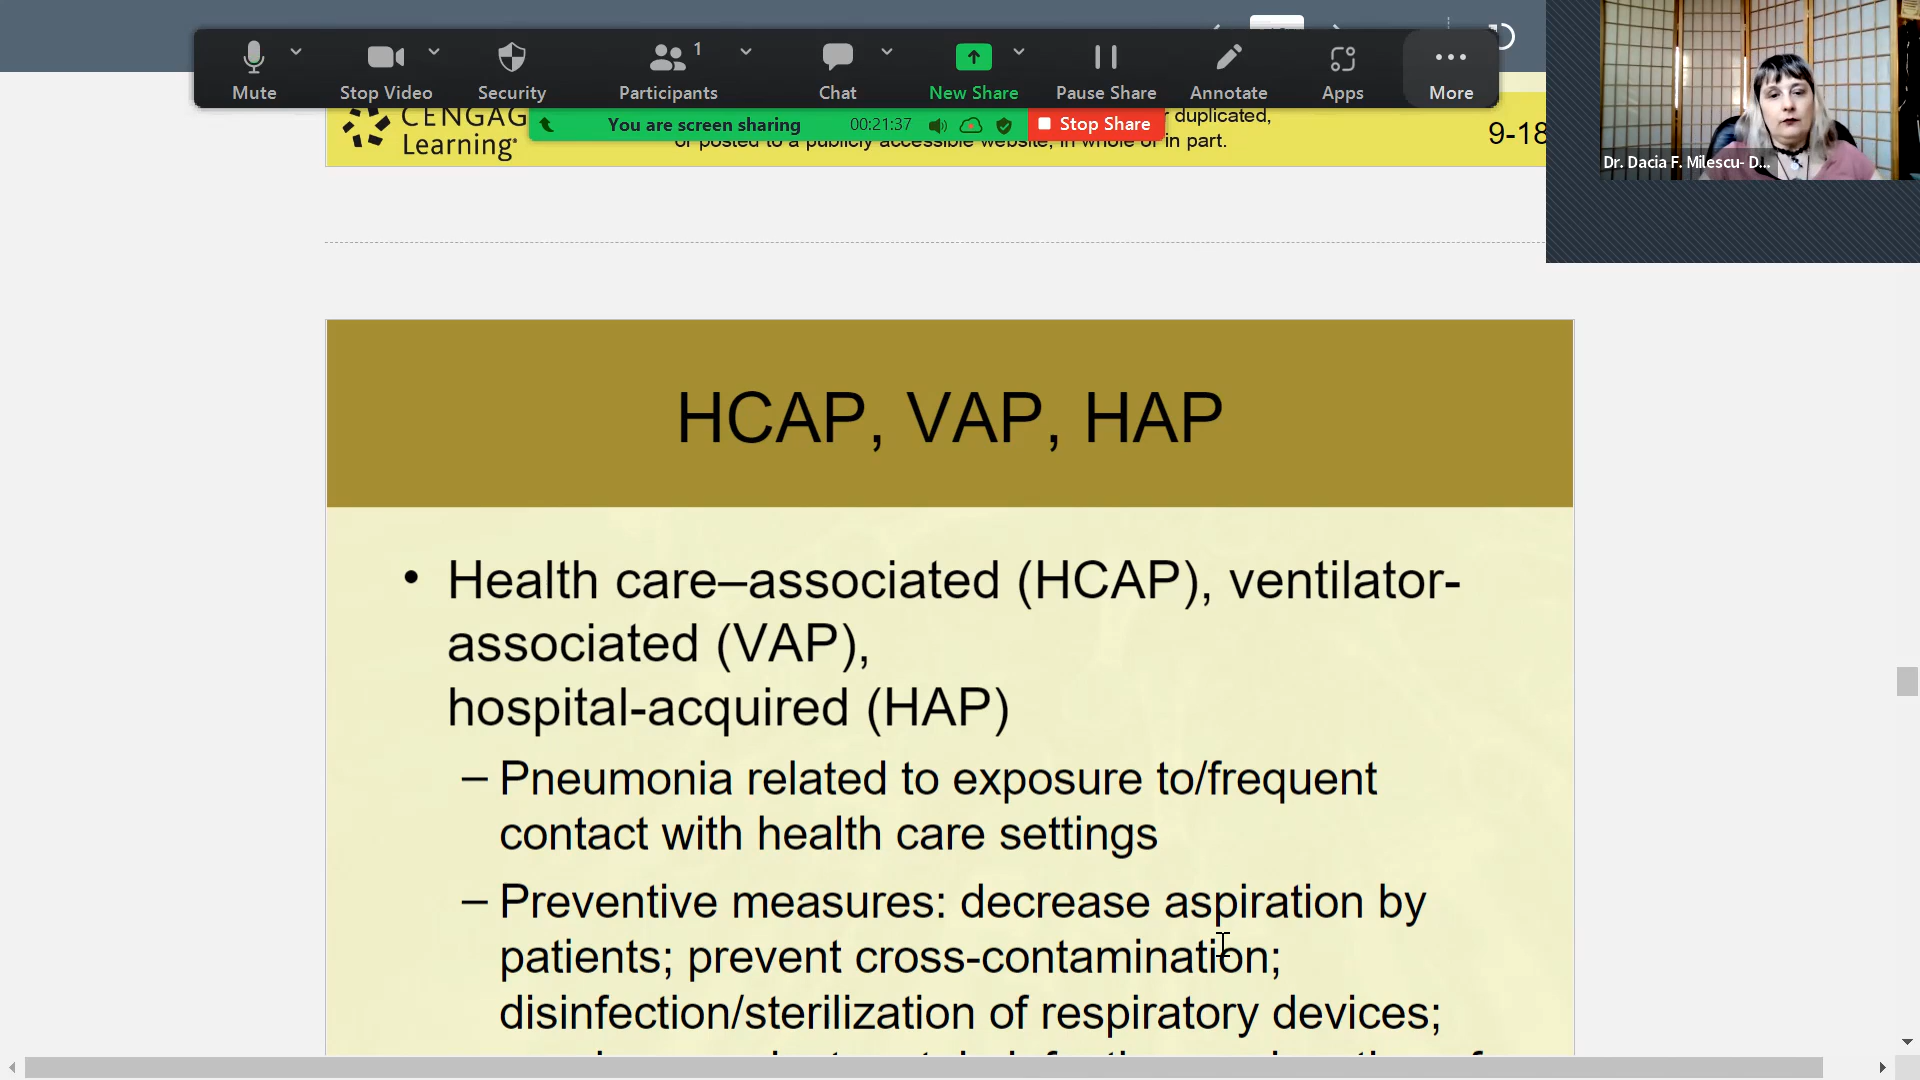 Mute
Stop Video
Security
Participants
1
Chat
New Share
Pause Share
Annotate
Apps
More
You are screen sharing
00:21:37
Stop Share
CENGAG
Learning
r duplicated,
or posted to a publicly accessible website, in whole or in part.
9-18
Dr. Dacia F. Milescu- D...
HCAP, VAP, HAP
• Health care–associated (HCAP), ventilator-
associated (VAP),
hospital-acquired (HAP)
– Pneumonia related to exposure to/frequent
contact with health care settings
– Preventive measures: decrease aspiration by
patients; prevent cross-contamination;
disinfection/sterilization of respiratory devices;